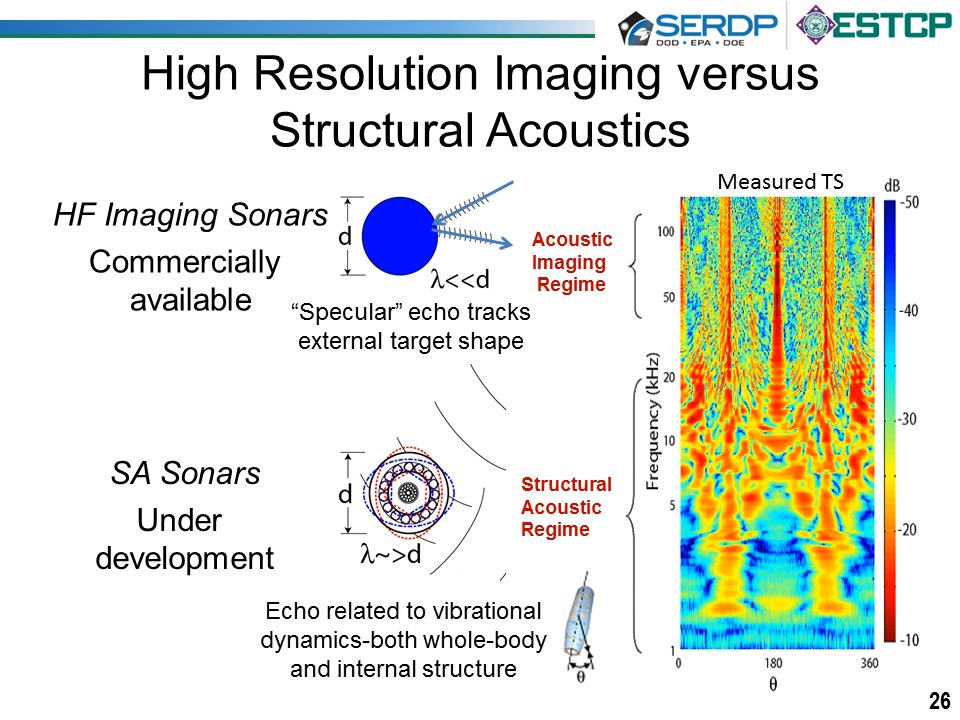 SERDP
DOD • EPA • DOE
ESTCP
High Resolution Imaging versus
Structural Acoustics
HF Imaging Sonars
Commercially
available
d
λ<<d
“Specular” echo tracks
external target shape
Acoustic
Imaging
Regime
SA Sonars
Under
development
d
λ~>d
Echo related to vibrational
dynamics-both whole-body
and internal structure
θ
Structural
Acoustic
Regime
Measured TS
Frequency (kHz)
100
50
20
10
5
1
0 180 360
θ
dB
-50
-40
-30
-20
-10
26